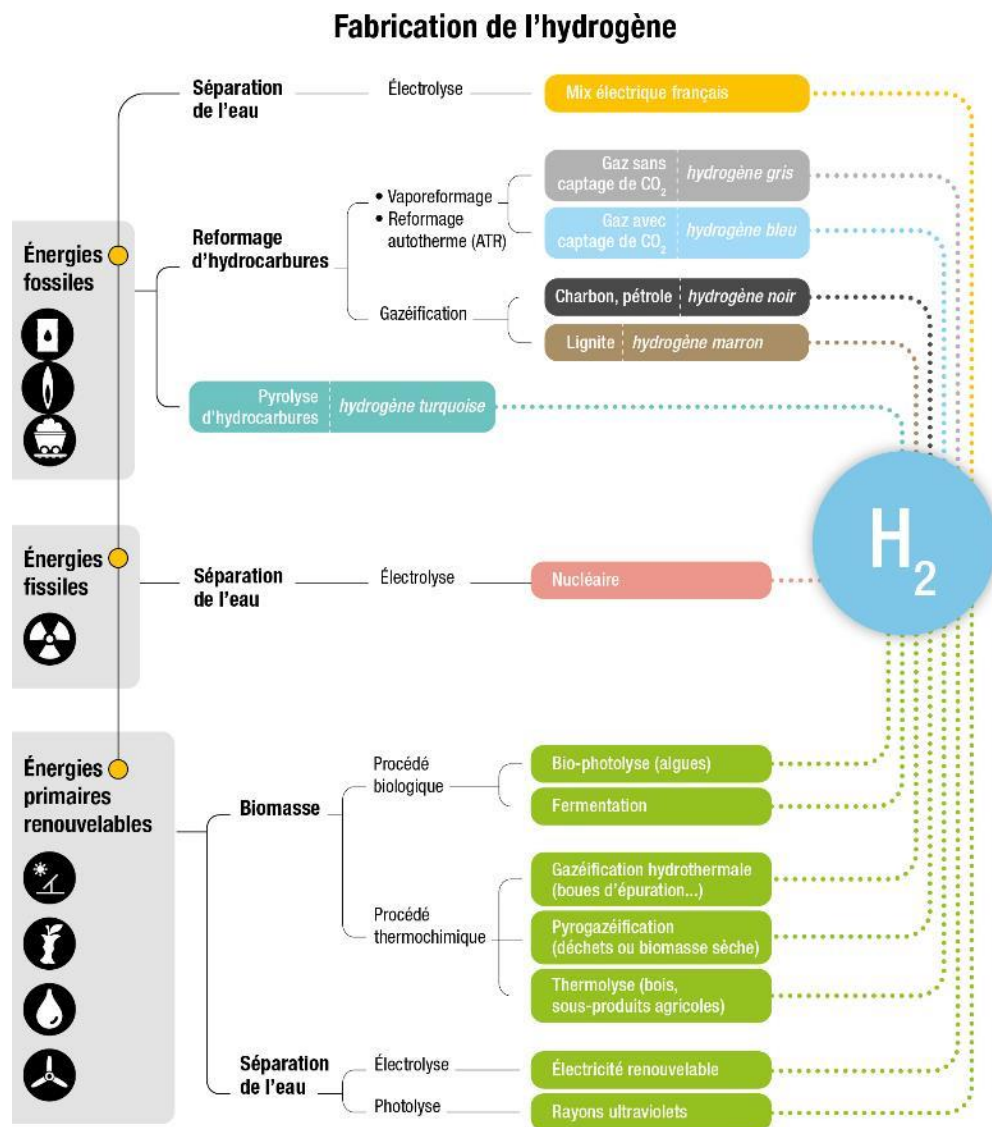 Fabrication de l’hydrogène
Séparation
de l’eau
Électrolyse
Mix électrique français
Énergies
fossiles
Reformage
d’hydrocarbures
• Vaporeformage
• Reformage
autotherme (ATR)
Gaz sans
captage de CO₂
hydrogène gris
Gaz avec
captage de CO₂
hydrogène bleu
Gazéification
Charbon, pétrole
hydrogène noir
Lignite
hydrogène marron
Pyrolyse
d’hydrocarbures
hydrogène turquoise
H₂
Énergies
fissiles
Séparation
de l’eau
Électrolyse
Nucléaire
Énergies
primaires
renouvelables
Biomasse
Procédé
biologique
Bio-photolyse (algues)
Fermentation
Procédé
thermochimique
Gazéification hydrothermale
(boues d’épuration...)
Pyrogazéification
(déchets ou biomasse sèche)
Thermolyse (bois,
sous-produits agricoles)
Séparation
de l’eau
Électrolyse
Électricité renouvelable
Photolyse
Rayons ultraviolets